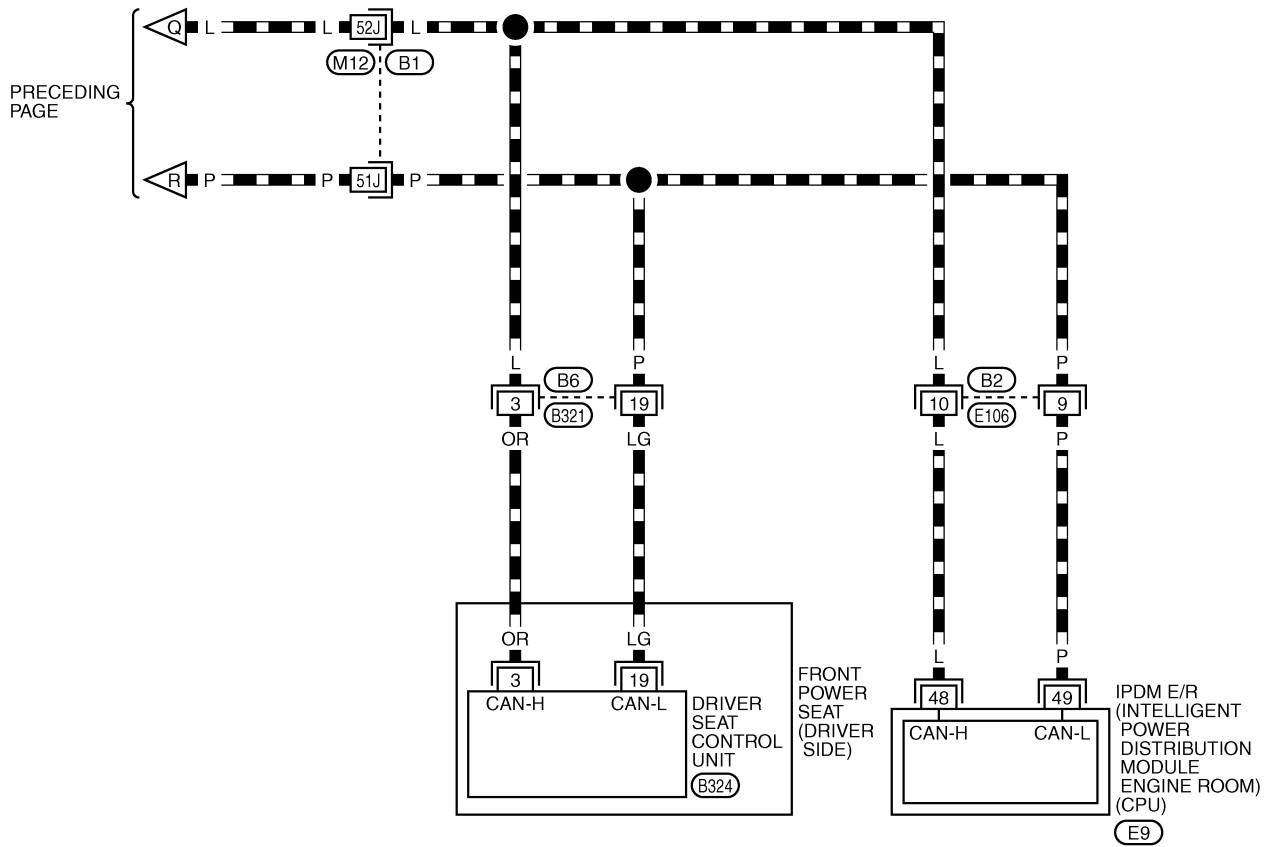 Q L L 52J L
M12 B1
PRECEDING
PAGE
R P P 51J P
L P L P
B6 B2
3 19 10 9
B321 E106
OR LG L P
OR LG L P
3 19 48 49
CAN-H CAN-L
DRIVER
SEAT
CONTROL
UNIT
B324
FRONT
POWER
SEAT
(DRIVER
SIDE)
CAN-H CAN-L
IPDM E/R
(INTELLIGENT
POWER
DISTRIBUTION
MODULE
ENGINE ROOM)
(CPU)
E9